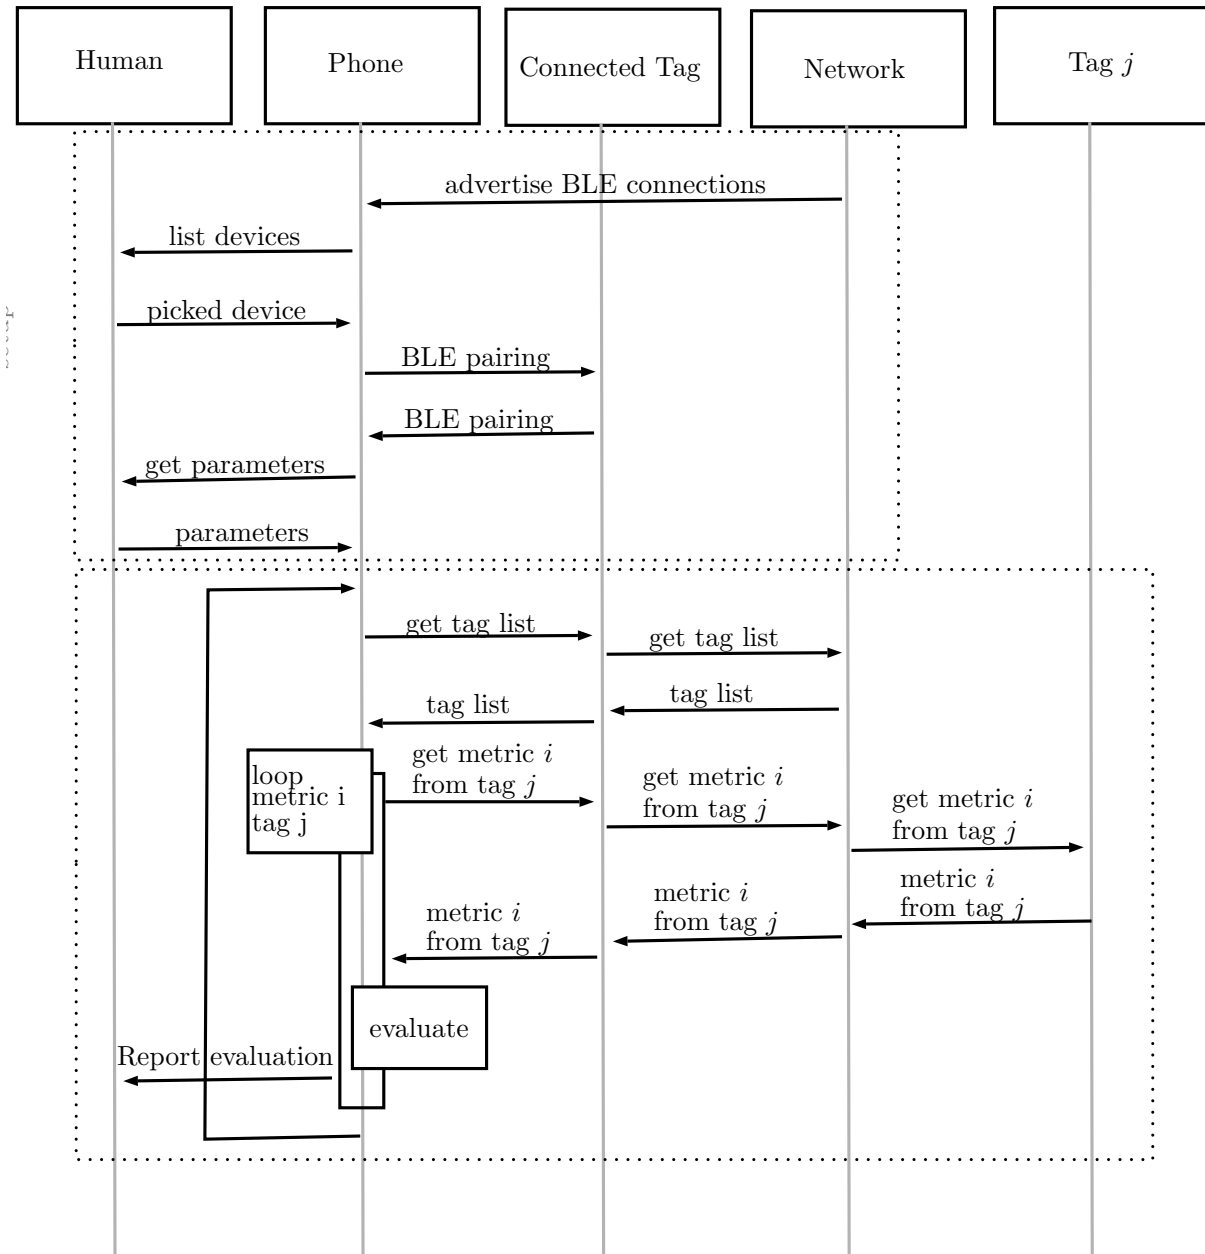 Human
Phone
Connected Tag
Network
Tag j
advertise BLE connections
list devices
picked device
BLE pairing
BLE pairing
get parameters
parameters
get tag list
get tag list
tag list
tag list
loop
metric i
tag j
get metric i
from tag j
get metric i
from tag j
get metric i
from tag j
metric i
from tag j
metric i
from tag j
metric i
from tag j
evaluate
Report evaluation